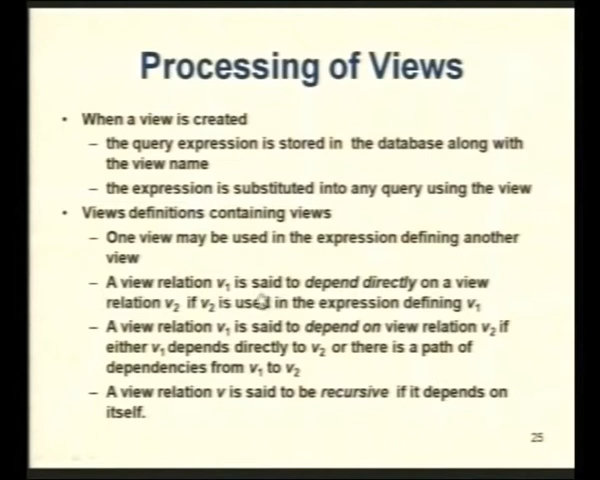 Processing of Views
• When a view is created
– the query expression is stored in the database along with
the view name
– the expression is substituted into any query using the view
• Views definitions containing views
– One view may be used in the expression defining another
view
– A view relation v1 is said to depend directly on a view
relation v2 if v2 is used in the expression defining v1
– A view relation v1 is said to depend on view relation v2 if
either v1 depends directly to v2 or there is a path of
dependencies from v1 to v2
– A view relation v is said to be recursive if it depends on
itself.
25